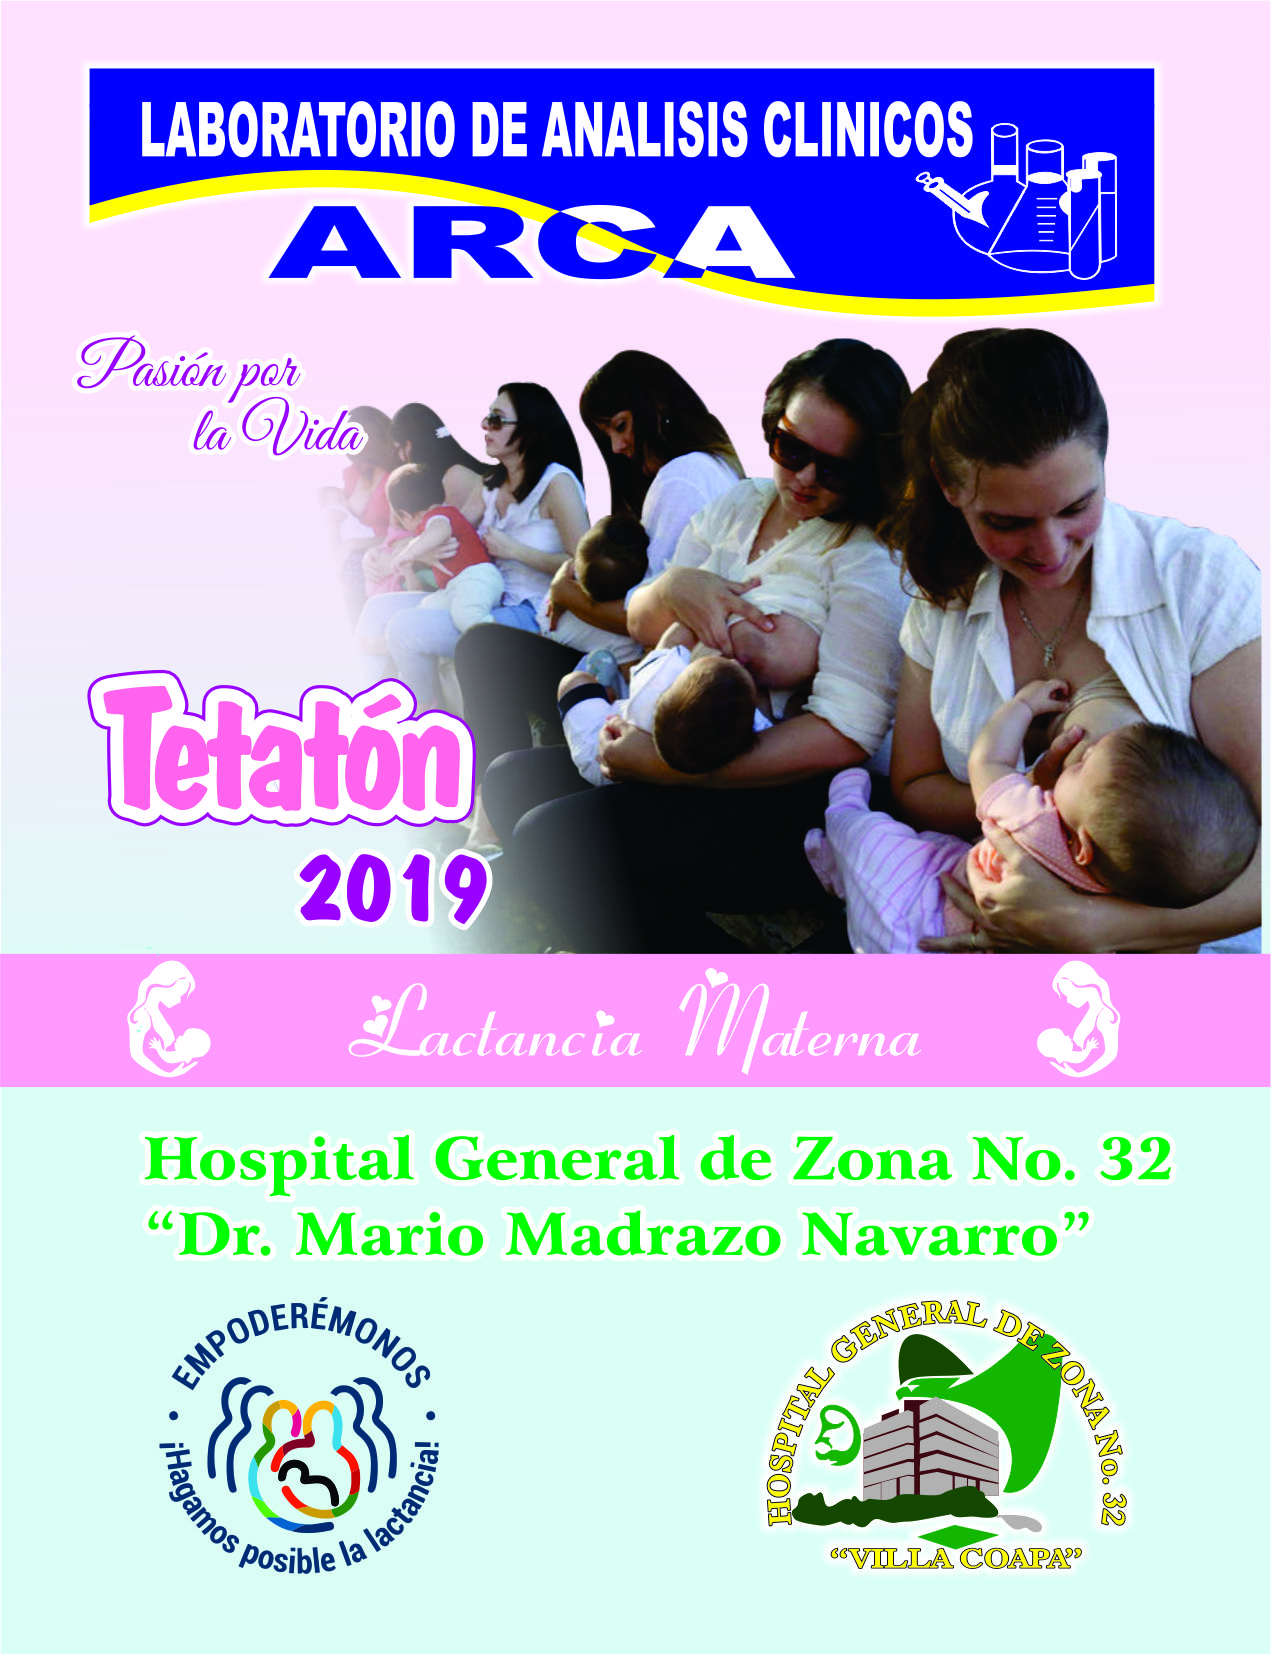 LABORATORIO DE ANALISIS CLINICOS
ARCA
Pasión por
la Vida
Tetatón
2019
Lactancia Materna
Hospital General de Zona No. 32
“Dr. Mario Madrazo Navarro”
EMPODERÉMONOS
¡Hagamos posible la lactancia!
HOSPITAL GENERAL DE ZONA No. 32
“VILLA COAPA”